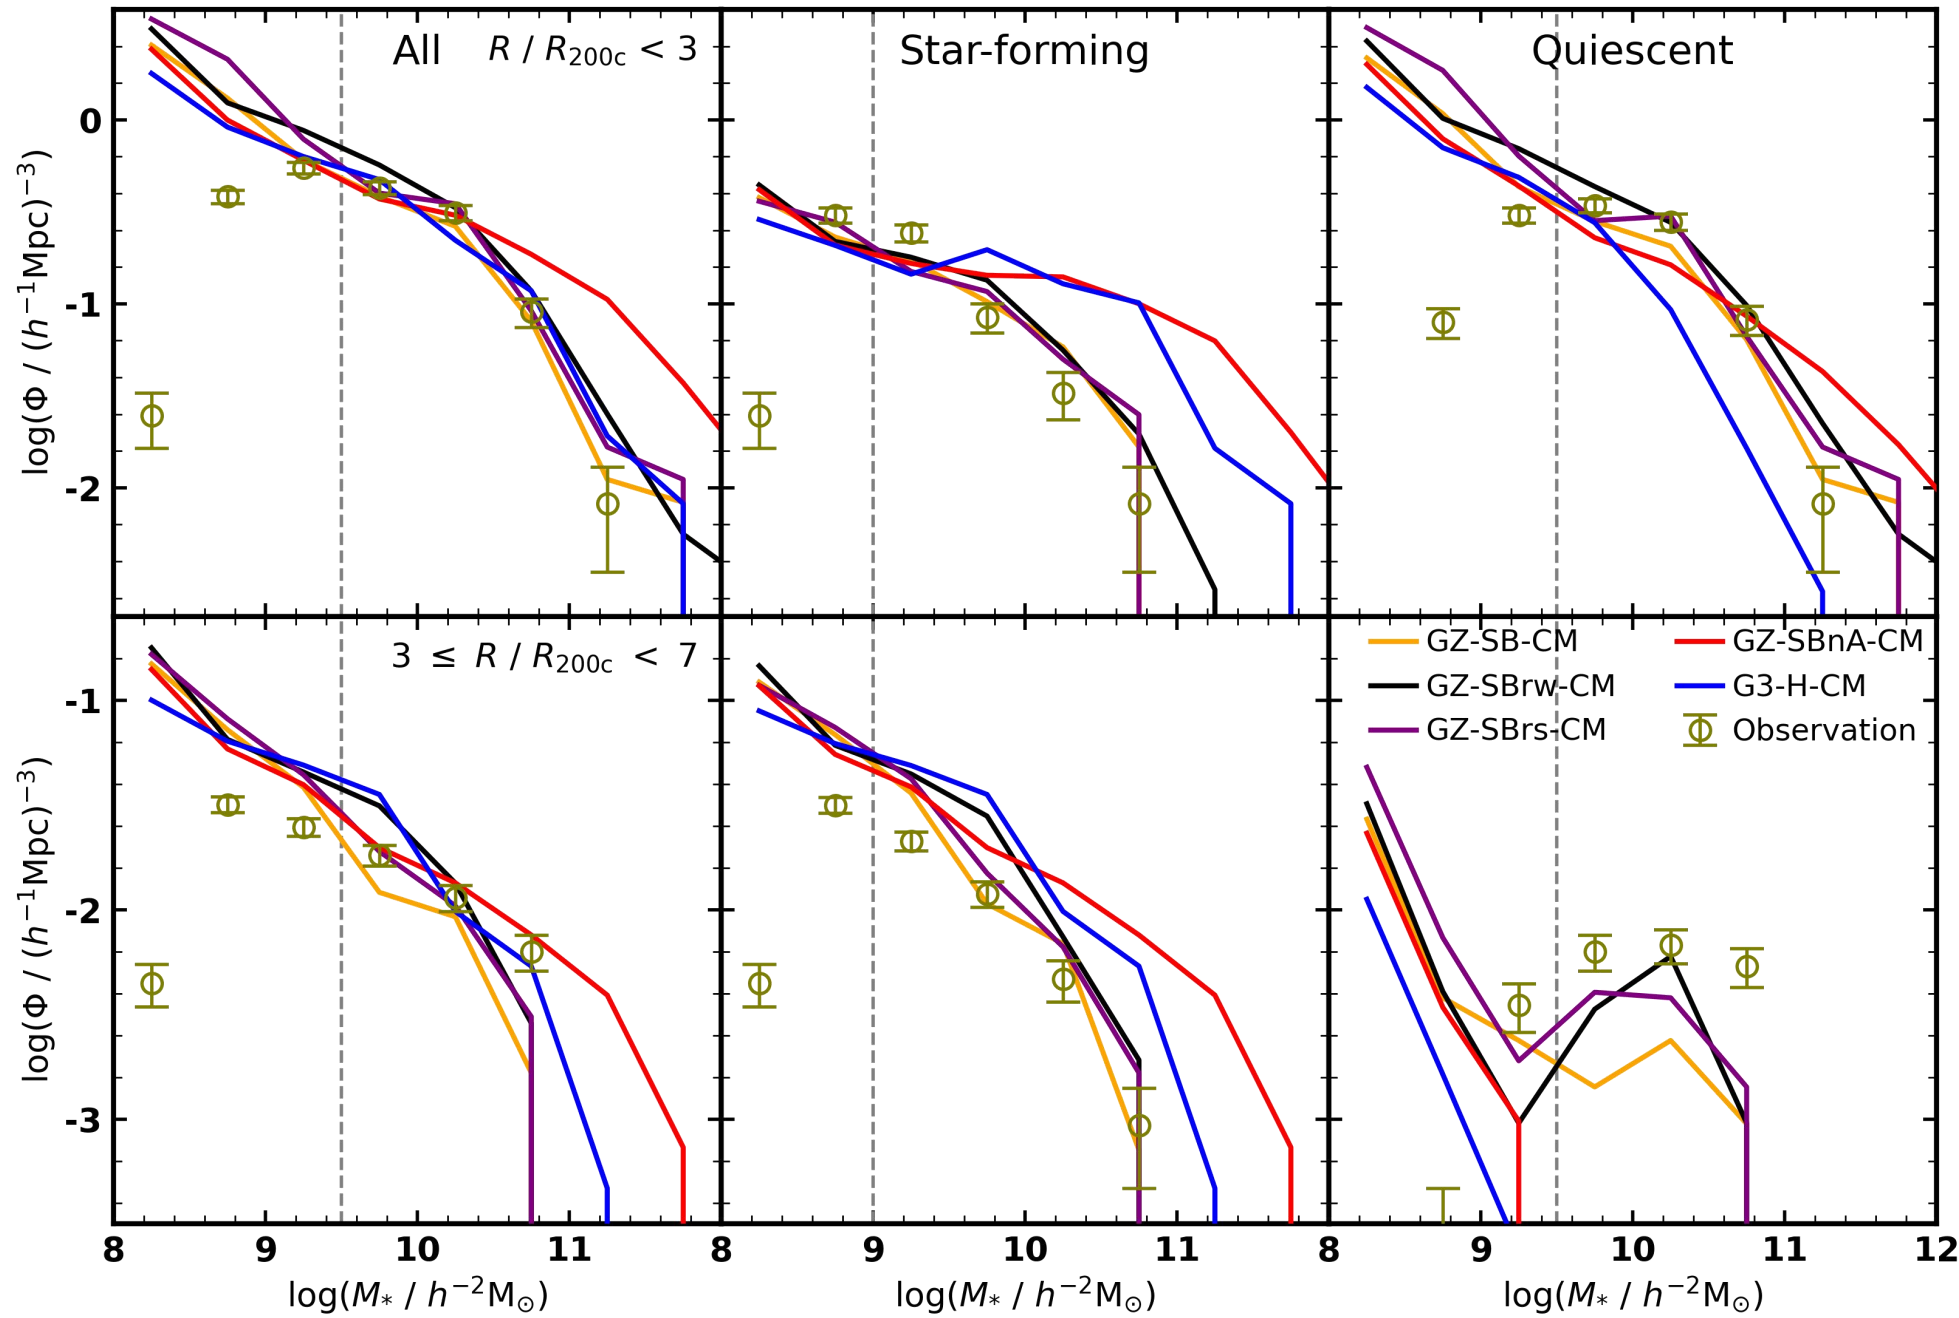 All R / R₂₀₀c < 3
Star-forming
Quiescent
log(Φ / (h⁻¹Mpc)⁻³)
0
-1
-2
3 ≤ R / R₂₀₀c < 7
GZ-SB-CM
GZ-SBrw-CM
GZ-SBrs-CM
GZ-SBnA-CM
G3-H-CM
Observation
log(Φ / (h⁻¹Mpc)⁻³)
-1
-2
-3
8 9 10 11 8 9 10 11 8 9 10 11 12
log(M* / h⁻²M⊙) log(M* / h⁻²M⊙) log(M* / h⁻²M⊙)